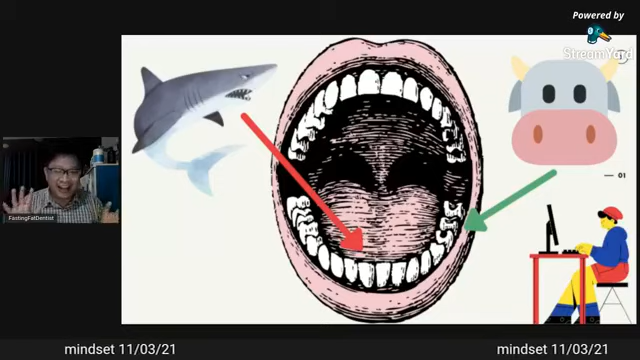 Powered by
StreamYard
01
FastingFatDentist
mindset 11/03/21
mindset 11/03/21